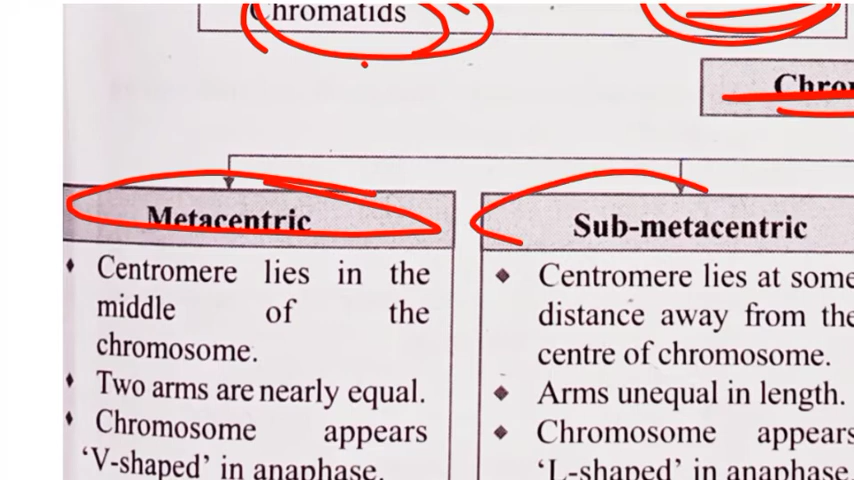 Chromatids
Metacentric
Centromere lies in the
middle of the
chromosome.
Two arms are nearly equal.
Chromosome appears
‘V-shaped’ in anaphase.
Sub-metacentric
Centromere lies at some
distance away from the
centre of chromosome.
Arms unequal in length.
Chromosome appears
‘L-shaped’ in anaphase.